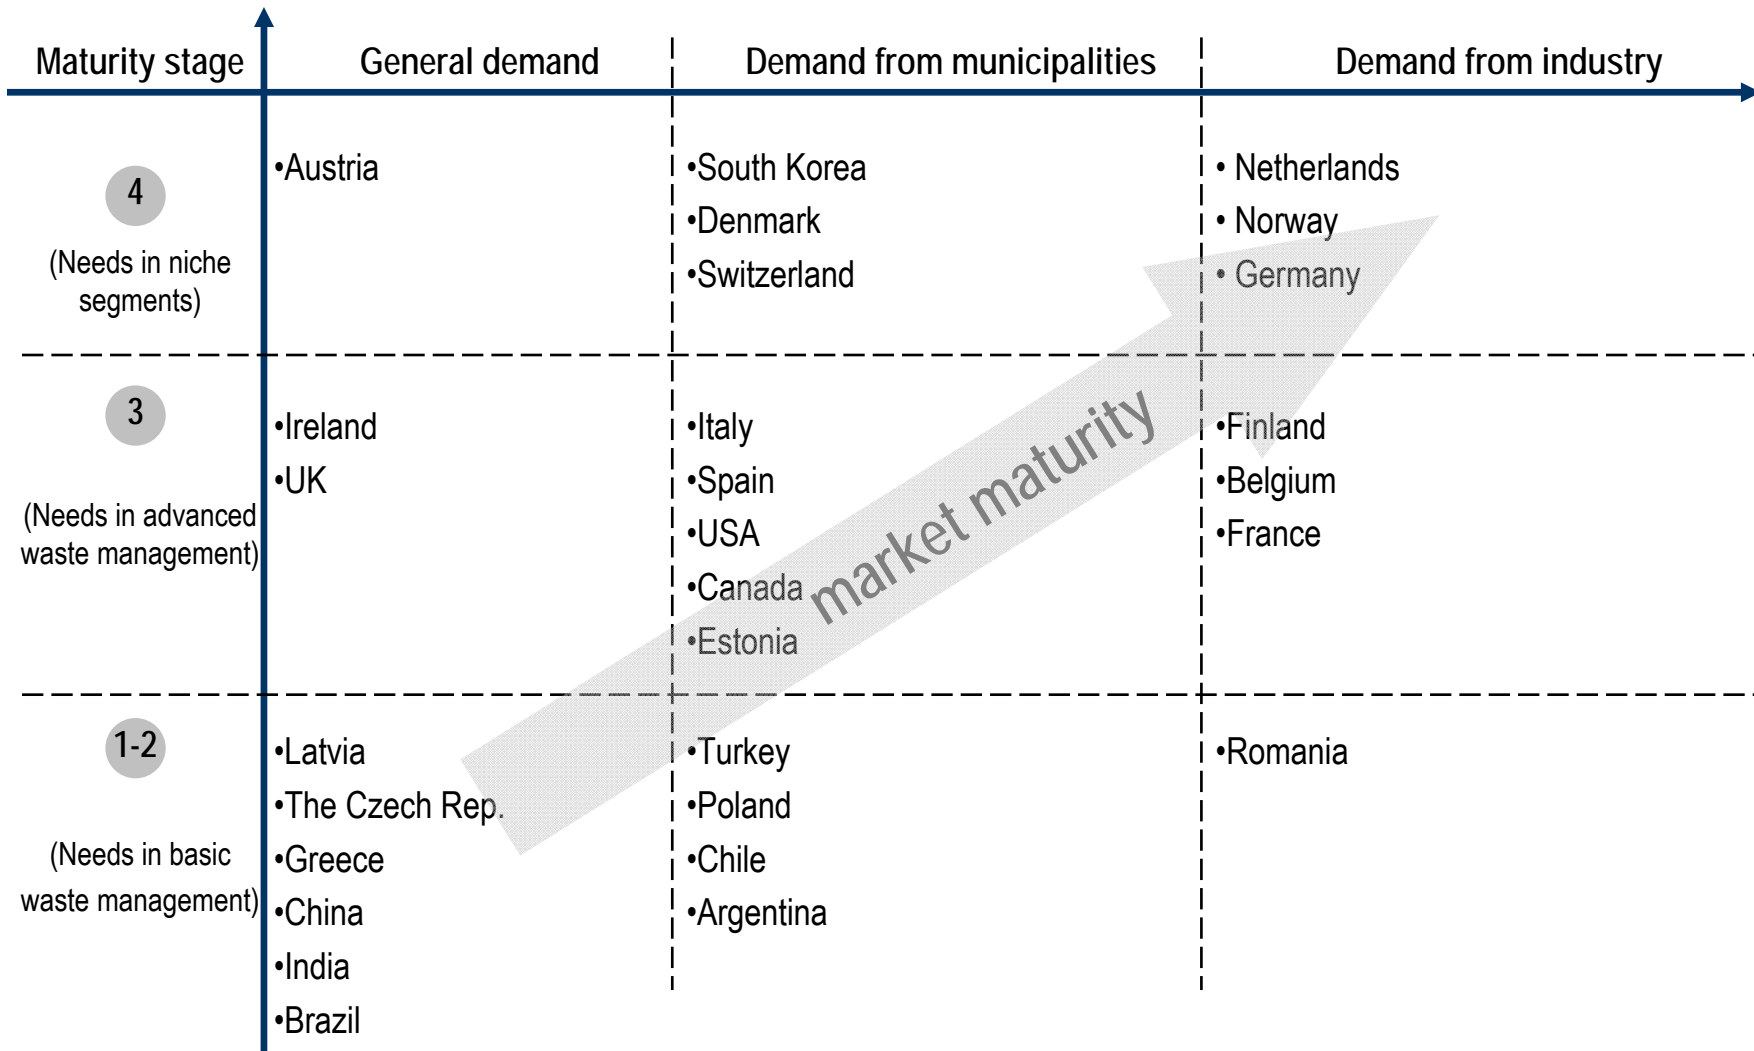 Maturity stage General demand Demand from municipalities Demand from industry
4
(Needs in niche
segments)
•Austria
•South Korea
•Denmark
•Switzerland
• Netherlands
• Norway
• Germany
3
(Needs in advanced
waste management)
•Ireland
•UK
•Italy
•Spain
•USA
•Canada
•Estonia
•Finland
•Belgium
•France
market maturity
1-2
(Needs in basic
waste management)
•Latvia
•The Czech Rep.
•Greece
•China
•India
•Brazil
•Turkey
•Poland
•Chile
•Argentina
•Romania